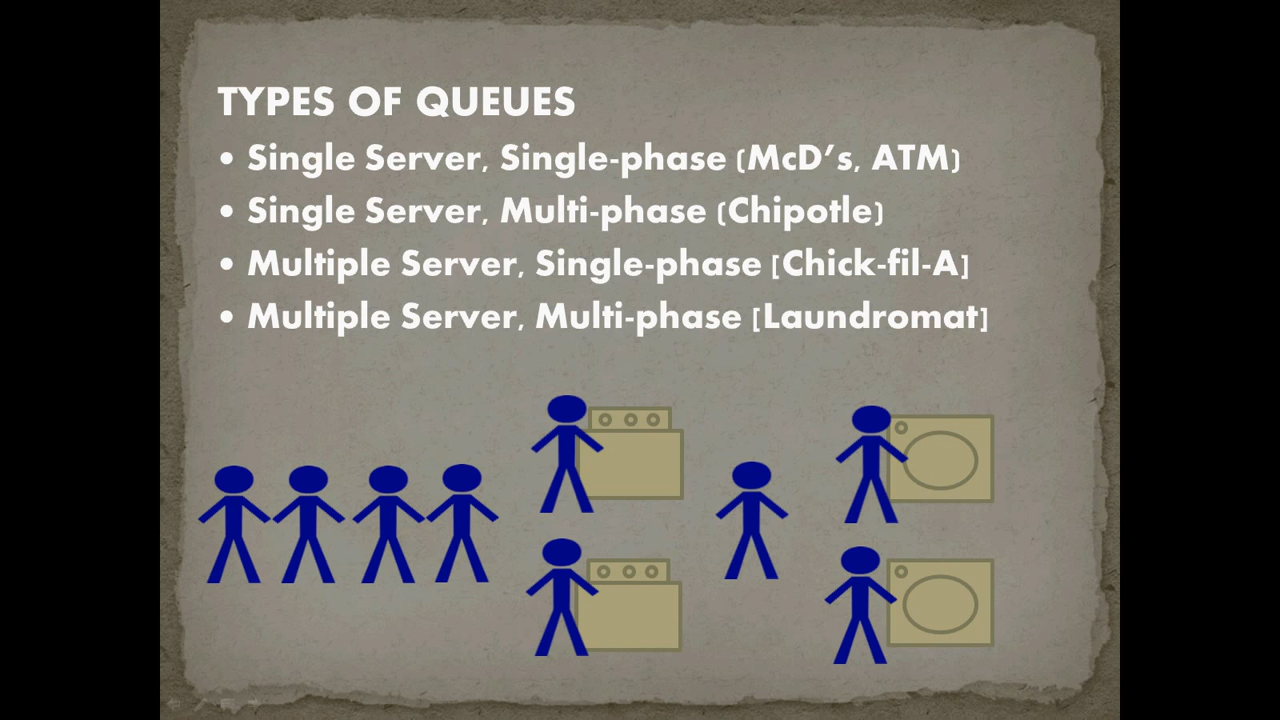 TYPES OF QUEUES
• Single Server, Single-phase (McD’s, ATM)
• Single Server, Multi-phase (Chipotle)
• Multiple Server, Single-phase [Chick-fil-A]
• Multiple Server, Multi-phase [Laundromat]